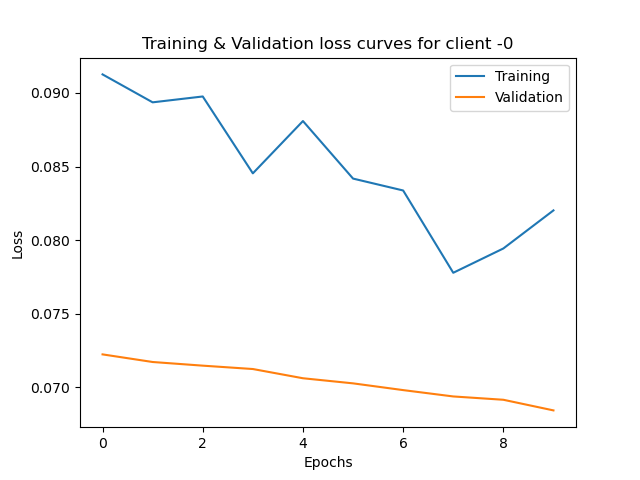 Training & Validation loss curves for client -0
Training
Validation
0.090
0.085
0.080
0.075
0.070
Loss
0 2 4 6 8
Epochs